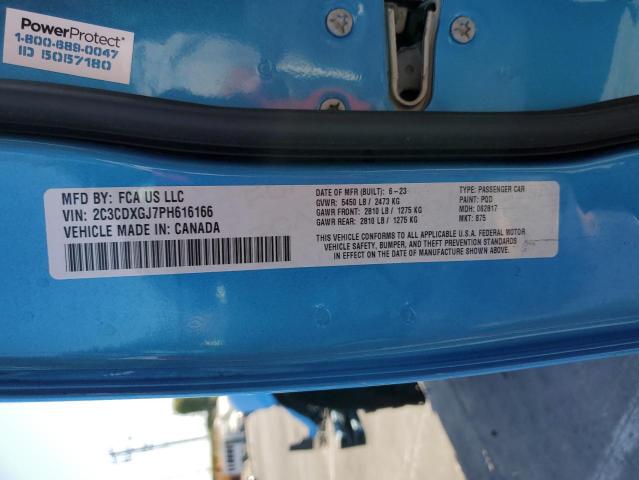 PowerProtect®
1-800-689-0047
IID 150157180
MFD BY: FCA US LLC
VIN: 2C3CDXGJ7PH616166
VEHICLE MADE IN: CANADA
DATE OF MFR (BUILT): 6-23
GVWR: 5450 LB / 2473 KG
GAWR FRONT: 2810 LB / 1275 KG
GAWR REAR: 2810 LB / 1275 KG
TYPE: PASSENGER CAR
PAINT: PQD
MDH: 062817
MKT: 875
THIS VEHICLE CONFORMS TO ALL APPLICABLE U.S.A. FEDERAL MOTOR
VEHICLE SAFETY, BUMPER, AND THEFT PREVENTION STANDARDS
IN EFFECT ON THE DATE OF MANUFACTURE SHOWN ABOVE.